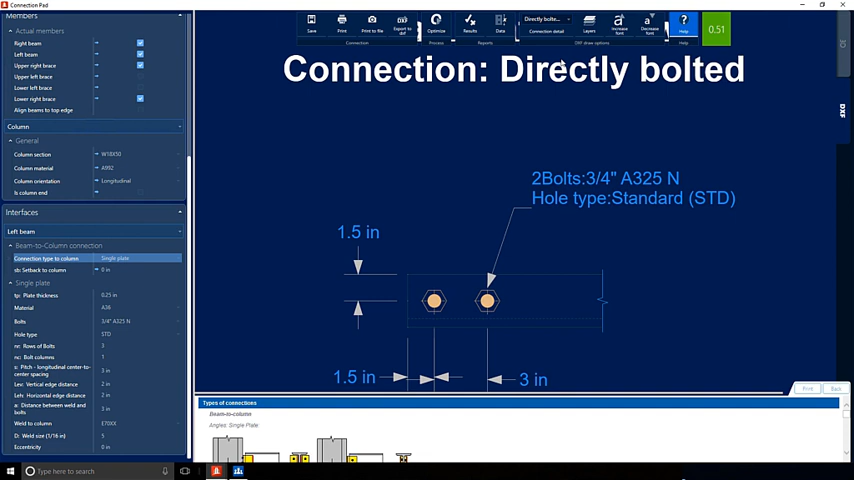 Connection Pad
Members
Actual members
Right beam
Left beam
Upper right brace
Upper left brace
Lower left brace
Lower right brace
Align beams to top edge
Column
General
Column section W18X50
Column material A992
Column orientation Longitudinal
Is column end
Interfaces
Left beam
Beam-to-Column connection
Connection type to column Single plate
sb: Setback to column 0 in
Single plate
tp: Plate thickness 0.25 in
Material A36
Bolts 3/4" A325 N
Hole type STD
nr: Rows of Bolts 3
nc: Bolt columns 1
s: Pitch - longitudinal center-to-
center spacing 3 in
Lev: Vertical edge distance 2 in
Leh: Horizontal edge distance 2 in
a: Distance between weld and
bolts 3 in
Weld to column E70XX
D: Weld size (1/16 in) 5
Eccentricity 0 in
Save
Print
Print to file
Export to
dxf
Connection
Optimize
Process
Results
Data
Reports
Directly bolte...
Connection detail
Layers
Increase
font
Decrease
font
DXF draw options
Help
Help
0.51
DXF
Connection: Directly bolted
2Bolts:3/4" A325 N
Hole type:Standard (STD)
1.5 in
1.5 in
3 in
Print
Types of connections
Beam-to-column
Angles: Single Plate:
Type here to search